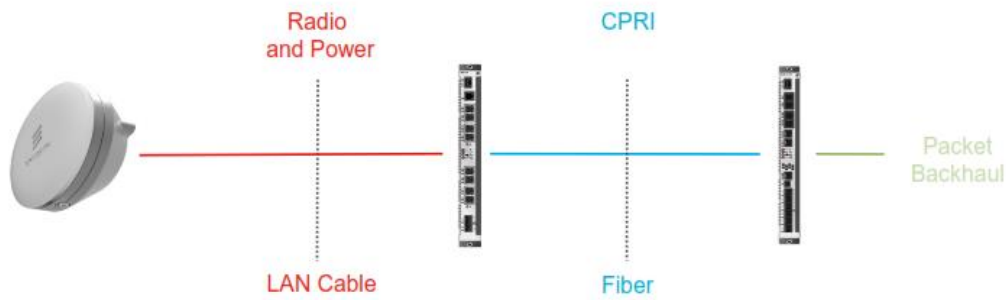 Radio
and Power
CPRI
Packet
Backhaul
LAN Cable
Fiber